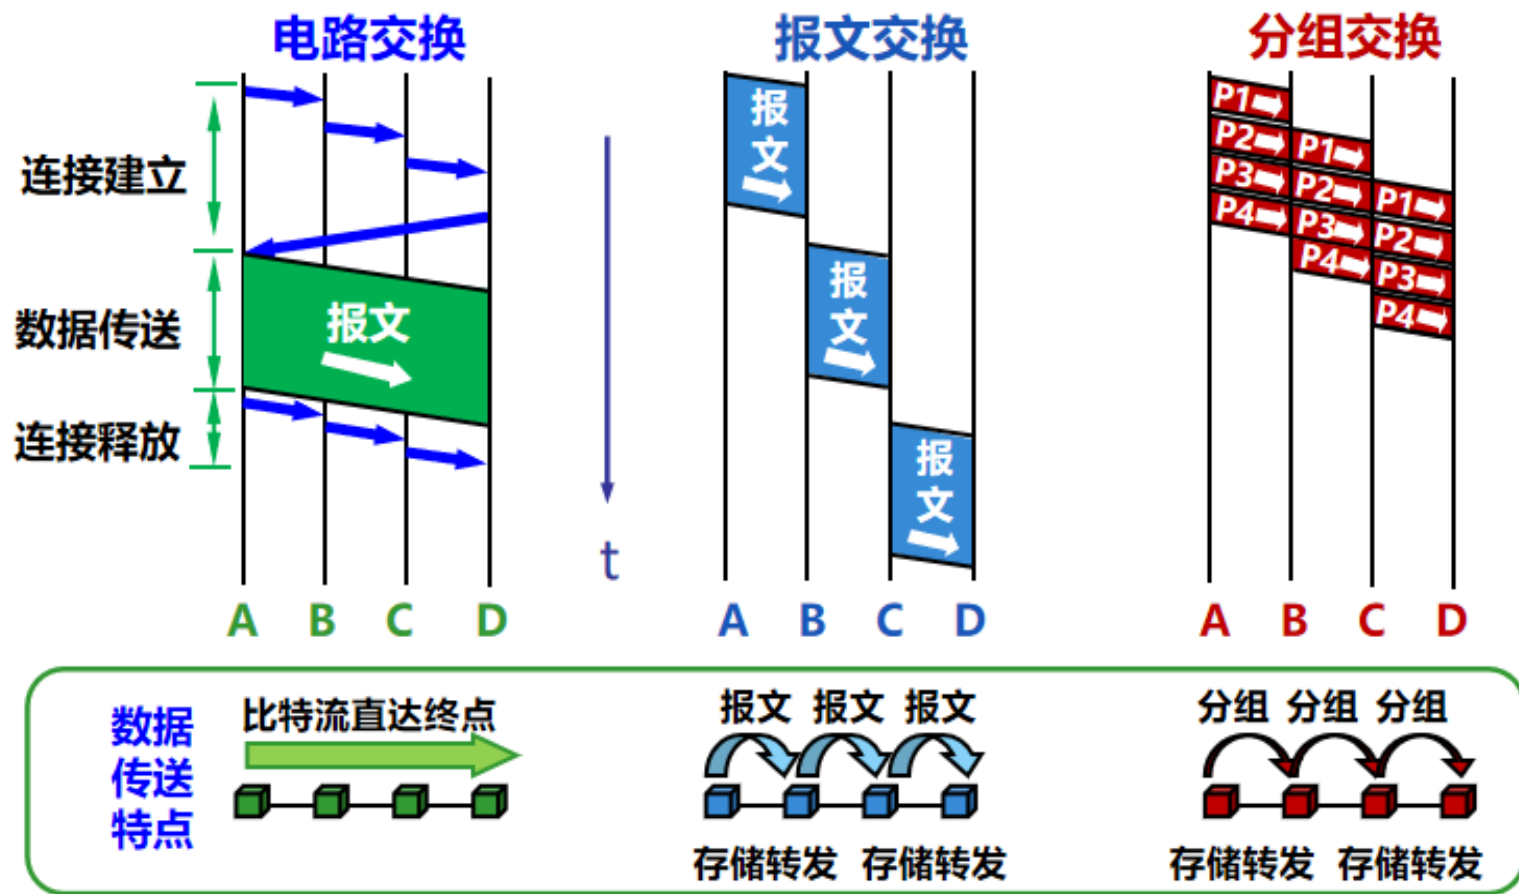 电路交换
报文交换
分组交换
连接建立
数据传送
连接释放
报文
t
报
文
报
文
报
文
P1
P2
P3
P4
P1
P2
P3
P4
P1
P2
P3
P4
A B C D
A B C D
A B C D
数据
传送
特点
比特流直达终点
报文 报文 报文
存储转发 存储转发
分组 分组 分组
存储转发 存储转发